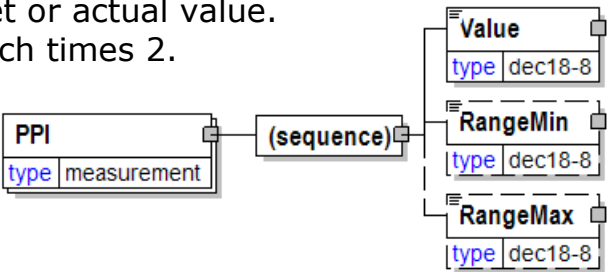 et or actual value.
ch times 2.
Value
type dec18-8
PPI
type measurement
(sequence)
RangeMin
type dec18-8
RangeMax
type dec18-8